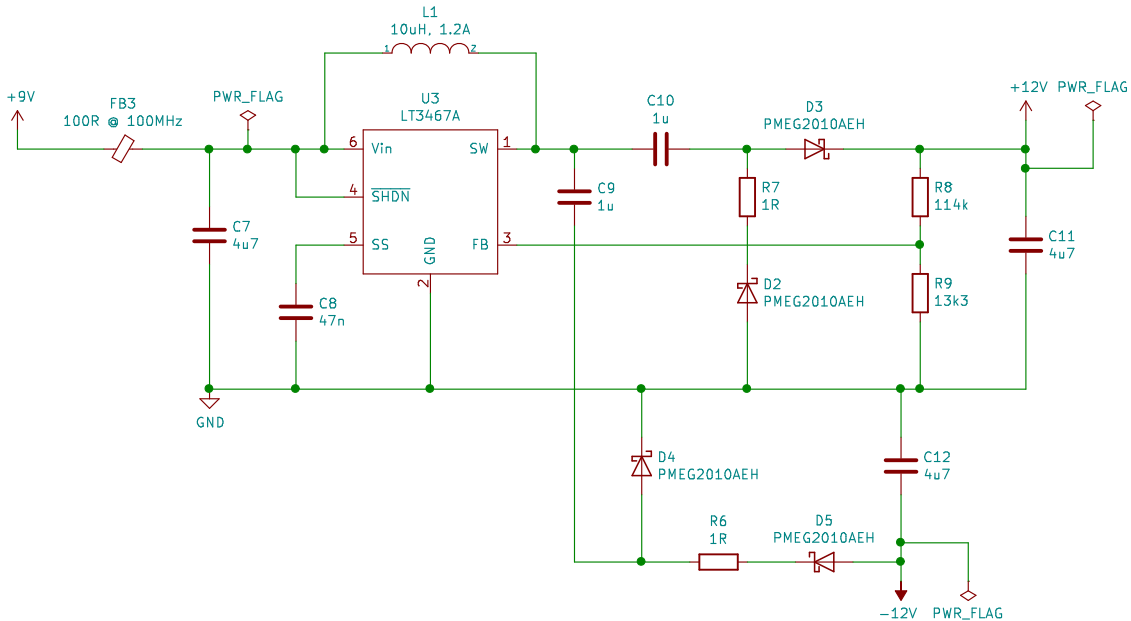 L1
10uH, 1.2A
1
2
+9V
FB3
100R @ 100MHz
PWR_FLAG
U3
LT3467A
C10
1u
D3
PMEG2010AEH
+12V
PWR_FLAG
6
Vin
SW
1
4
SHDN
5
SS
GND
FB
3
2
C9
1u
R7
1R
R8
114k
C7
4u7
C11
4u7
C8
47n
D2
PMEG2010AEH
R9
13k3
GND
D4
PMEG2010AEH
C12
4u7
R6
1R
D5
PMEG2010AEH
-12V
PWR_FLAG